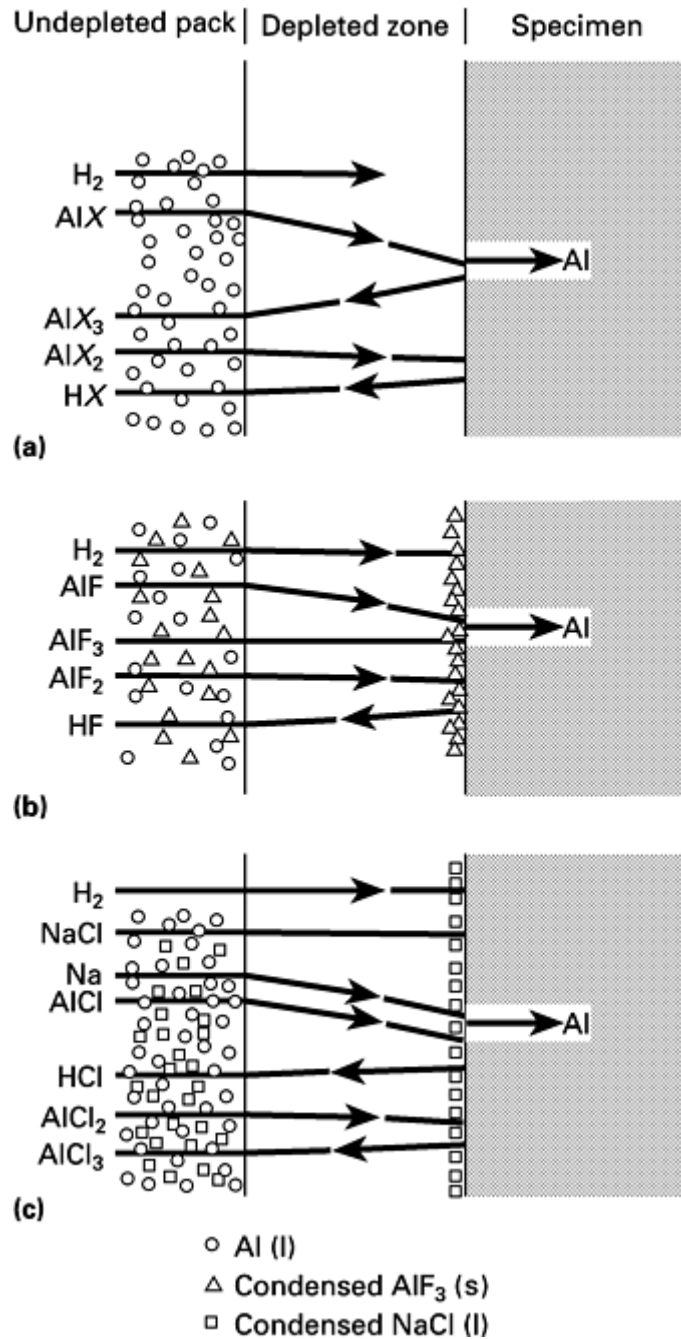 Undepleted pack | Depleted zone | Specimen
H₂
AlX
Al
AlX₃
AlX₂
HX
(a)
H₂
AlF
Al
AlF₃
AlF₂
HF
(b)
H₂
NaCl
Na
AlCl
Al
HCl
AlCl₂
AlCl₃
(c)
Al (l)
Condensed AlF₃ (s)
Condensed NaCl (l)